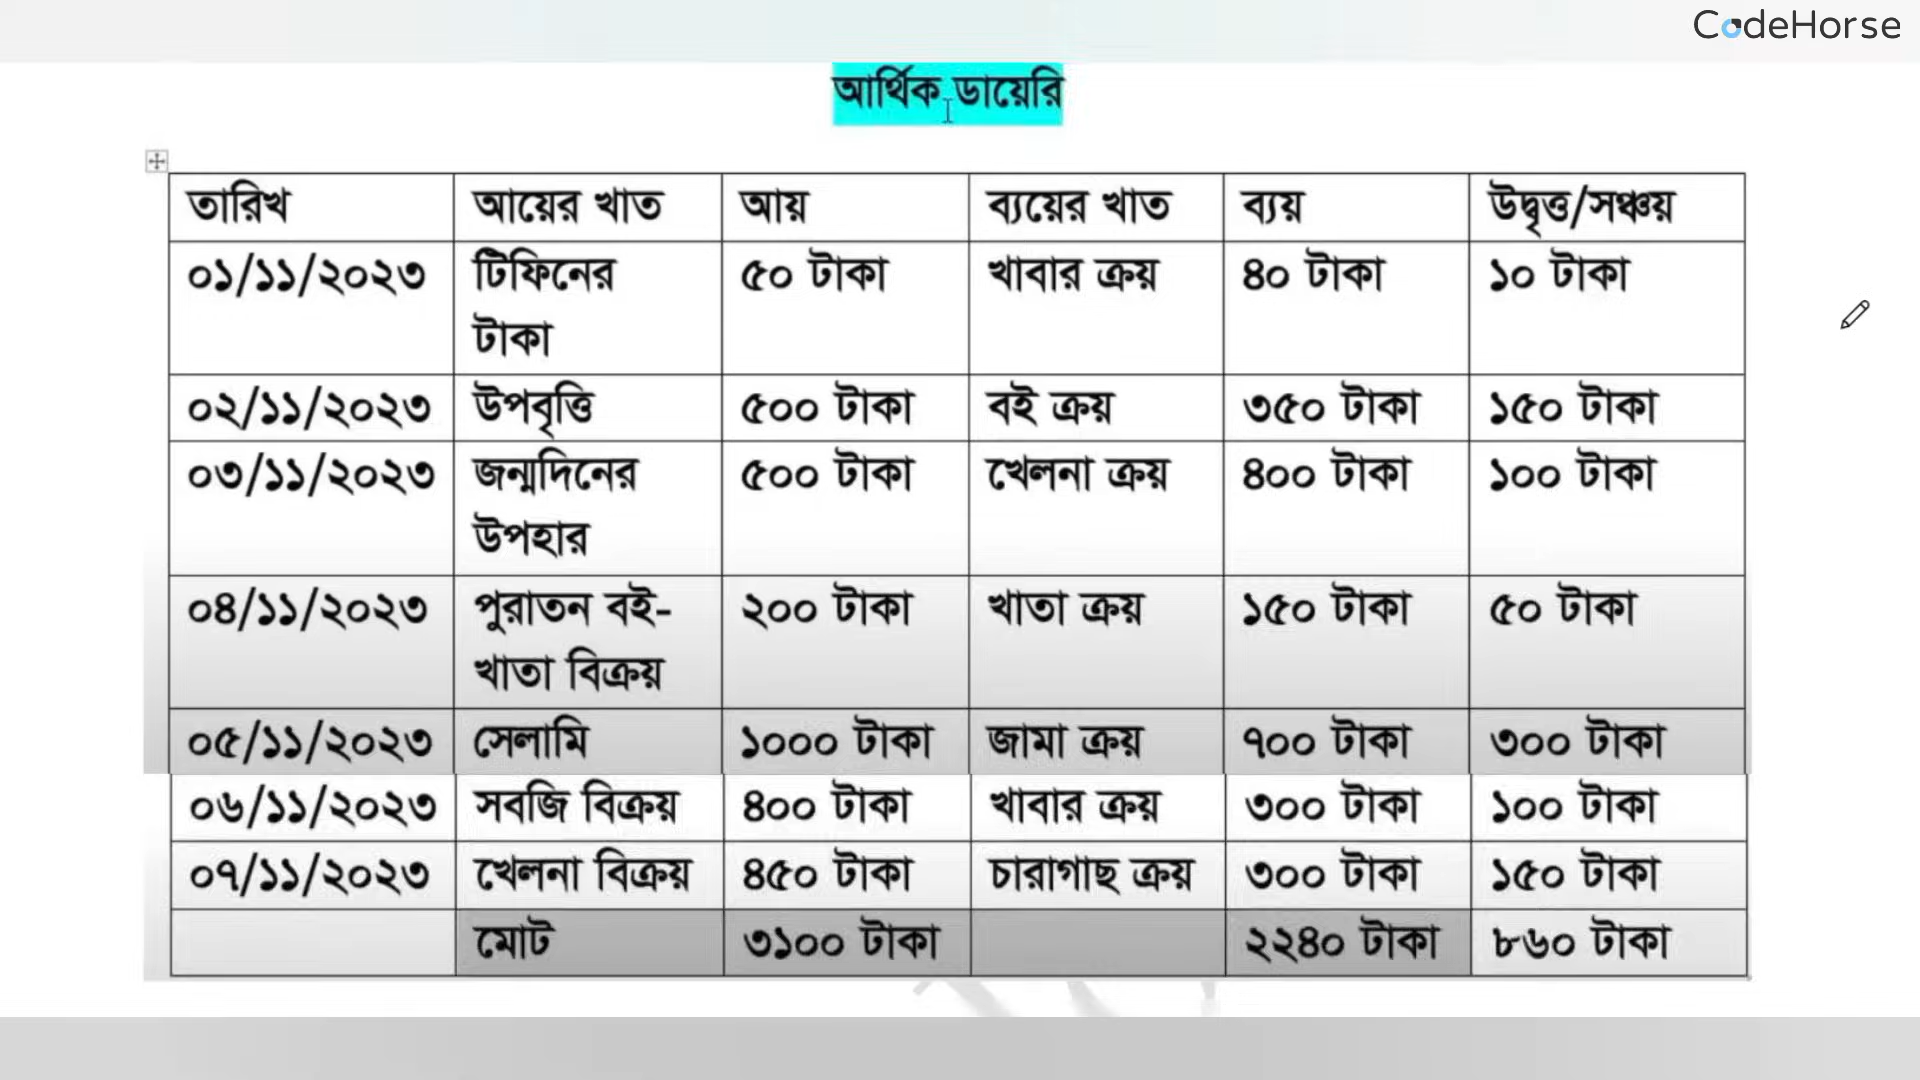 CodeHorse
আর্থিক ডায়েরি
তারিখ আয়ের খাত আয় ব্যয়ের খাত ব্যয় উদ্বৃত্ত/সঞ্চয়
০১/১১/২০২৩ টিফিনের ৫০ টাকা খাবার ক্রয় ৪০ টাকা ১০ টাকা
টাকা
০২/১১/২০২৩ উপবৃত্তি ৫০০ টাকা বই ক্রয় ৩৫০ টাকা ১৫০ টাকা
০৩/১১/২০২৩ জন্মদিনের ৫০০ টাকা খেলনা ক্রয় ৪০০ টাকা ১০০ টাকা
উপহার
০৪/১১/২০২৩ পুরাতন বই- ২০০ টাকা খাতা ক্রয় ১৫০ টাকা ৫০ টাকা
খাতা বিক্রয়
০৫/১১/২০২৩ সেলামি ১০০০ টাকা জামা ক্রয় ৭০০ টাকা ৩০০ টাকা
০৬/১১/২০২৩ সবজি বিক্রয় ৪০০ টাকা খাবার ক্রয় ৩০০ টাকা ১০০ টাকা
০৭/১১/২০২৩ খেলনা বিক্রয় ৪৫০ টাকা চারাগাছ ক্রয় ৩০০ টাকা ১৫০ টাকা
মোট ৩১০০ টাকা ২২৪০ টাকা ৮৬০ টাকা